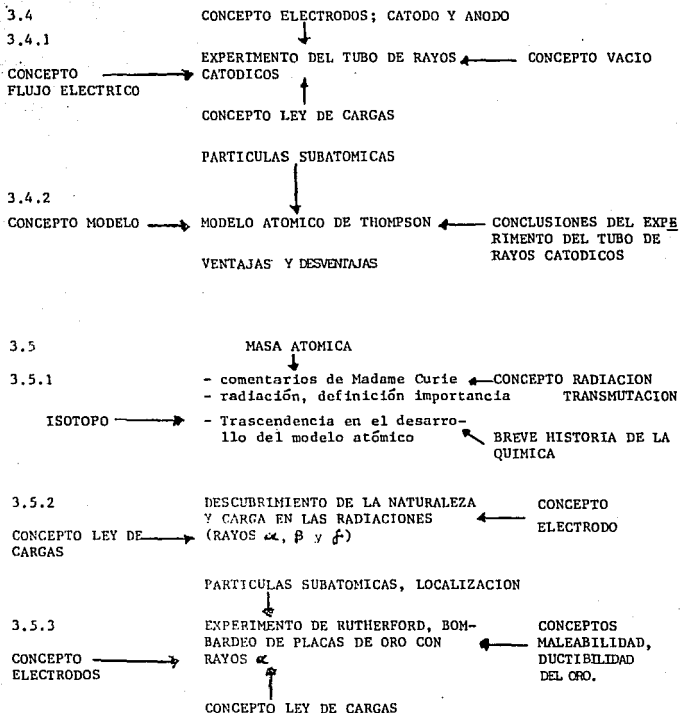 3.4 CONCEPTO ELECTRODOS; CATODO Y ANODO
3.4.1
EXPERIMENTO DEL TUBO DE RAYOS CONCEPTO VACIO
CONCEPTO CATODICOS
FLUJO ELECTRICO
CONCEPTO LEY DE CARGAS
PARTICULAS SUBATOMICAS
3.4.2
CONCEPTO MODELO MODELO ATOMICO DE THOMPSON CONCLUSIONES DEL EXPE
RIMENTO DEL TUBO DE
VENTAJAS Y DESVENTAJAS RAYOS CATODICOS
3.5 MASA ATOMICA
3.5.1 - comentarios de Madame Curie CONCEPTO RADIACION
- radiación, definición importancia TRANSMUTACION
ISOTOPO - Trascendencia en el desarro-
llo del modelo atómico BREVE HISTORIA DE LA
QUIMICA
3.5.2 DESCUBRIMIENTO DE LA NATURALEZA CONCEPTO
Y CARGA EN LAS RADIACIONES ELECTRODO
CONCEPTO LEY DE (RAYOS α, β y )
CARGAS
PARTICULAS SUBATOMICAS, LOCALIZACION
3.5.3 EXPERIMENTO DE RUTHERFORD, BOM- CONCEPTOS
BARDEO DE PLACAS DE ORO CON MALEABILIDAD,
CONCEPTO RAYOS α DUCTIBILIDAD
ELECTRODOS DEL ORO.
CONCEPTO LEY DE CARGAS